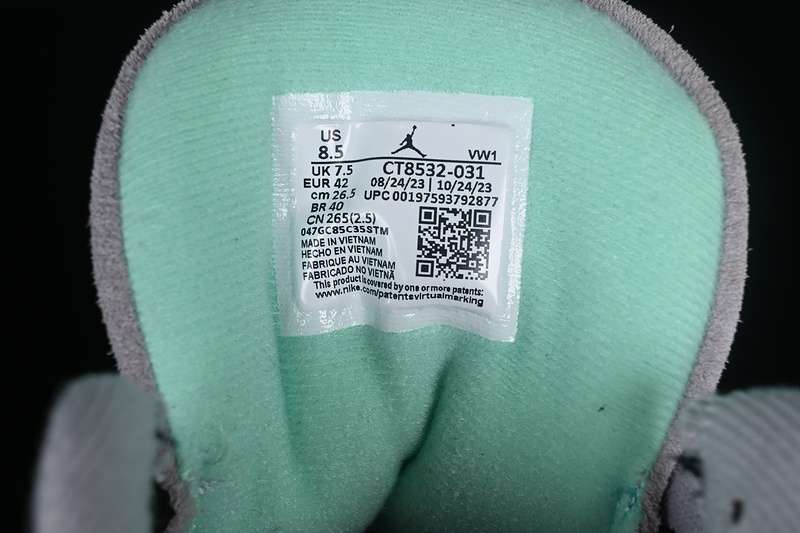 US
8.5
VW1
UK 7.5
CT8532-031
EUR 42
08/24/23 | 10/24/23
cm 26.5
UPC 00197593792877
BR 40
CN 265(2.5)
047GC85C35STM
MADE IN VIETNAM
HECHO EN VIETNAM
FABRIQUE AU VIETNAM
FABRICADO NO VIETNÃ
This product is covered by one or more patents:
www.nike.com/patentsvirtualmarking